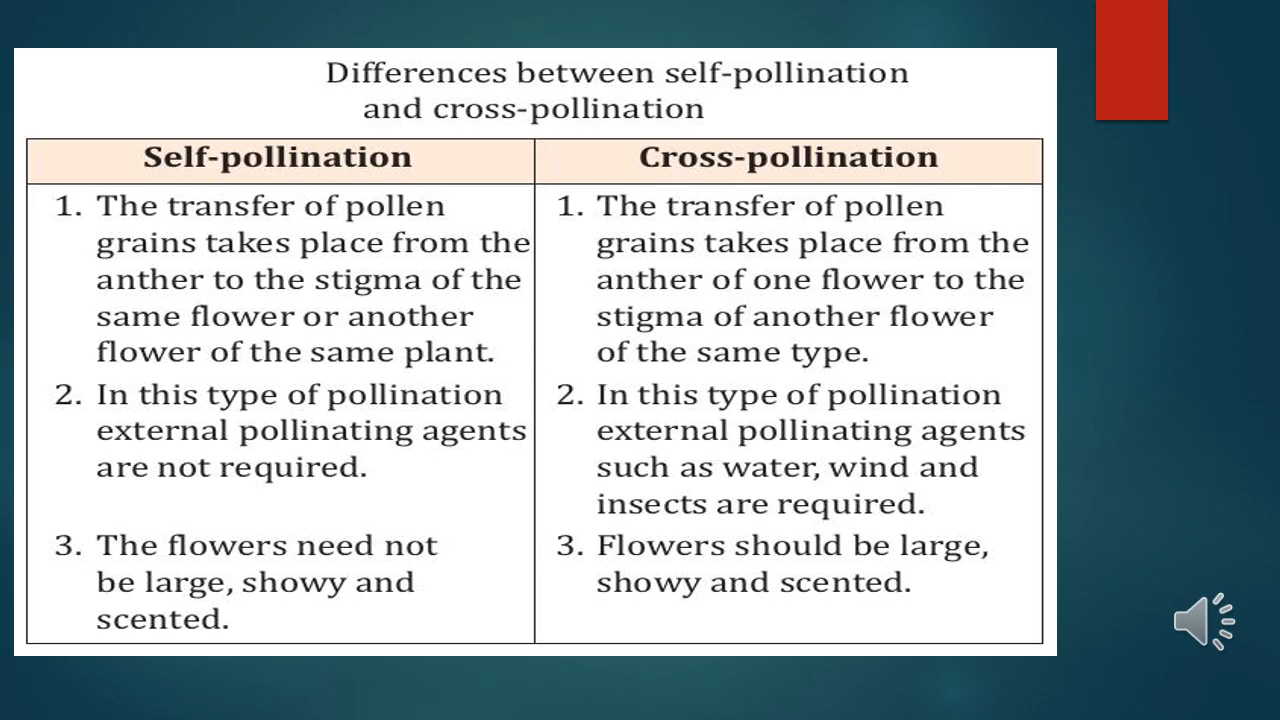 Differences between self-pollination
and cross-pollination
Self-pollination
Cross-pollination
1. The transfer of pollen
grains takes place from the
anther to the stigma of the
same flower or another
flower of the same plant.
2. In this type of pollination
external pollinating agents
are not required.
3. The flowers need not
be large, showy and
scented.
1. The transfer of pollen
grains takes place from the
anther of one flower to the
stigma of another flower
of the same type.
2. In this type of pollination
external pollinating agents
such as water, wind and
insects are required.
3. Flowers should be large,
showy and scented.